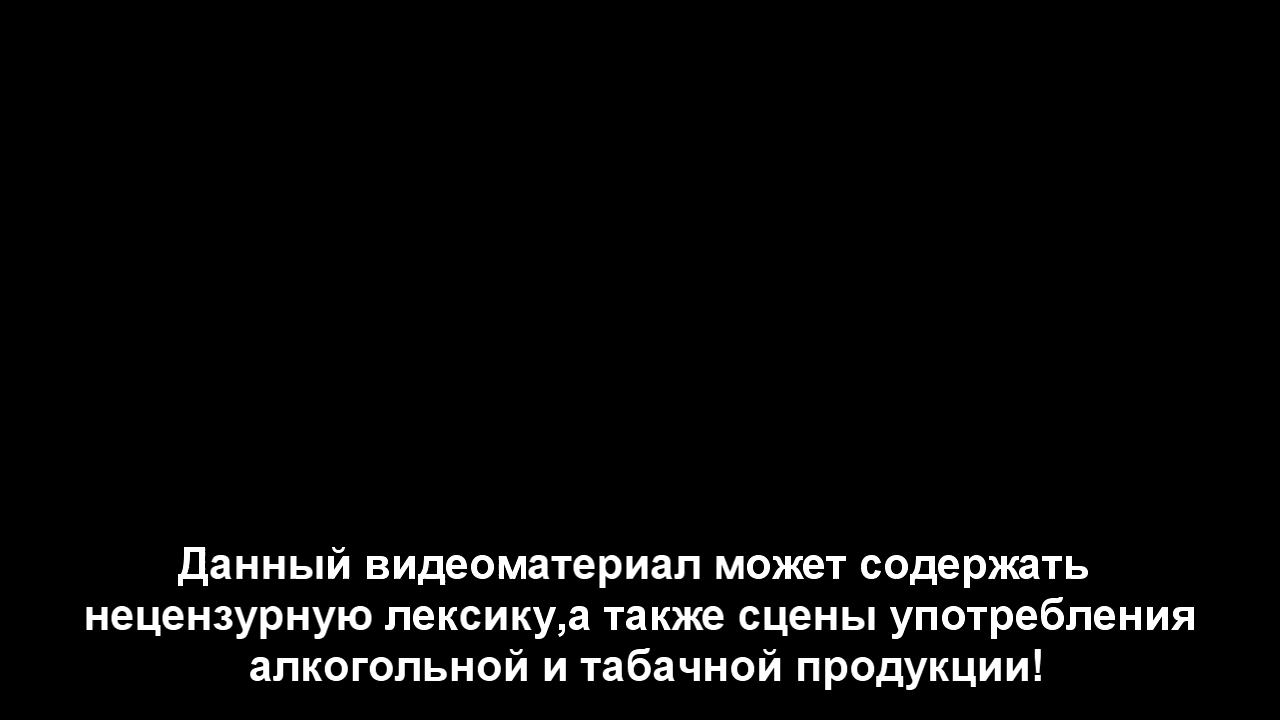 Данный видеоматериал может содержать
нецензурную лексику,а также сцены употребления
алкогольной и табачной продукции!